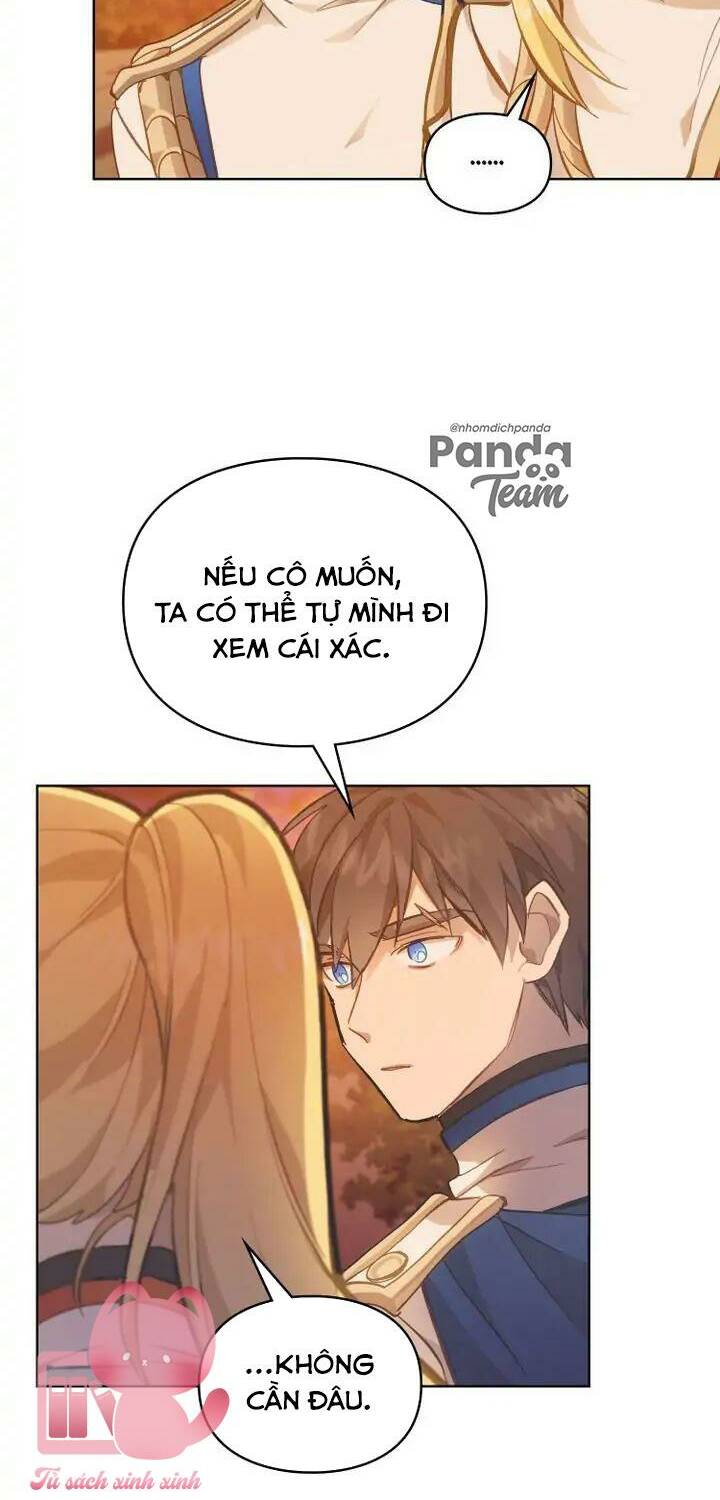 ......
@nhomdichpanda
Panda
Team
NẾU CÔ MUỐN,
TA CÓ THỂ TỰ MÌNH ĐI
XEM CÁI XÁC.
...KHÔNG
CẦN ĐÂU.
Tủ sách xinh xinh